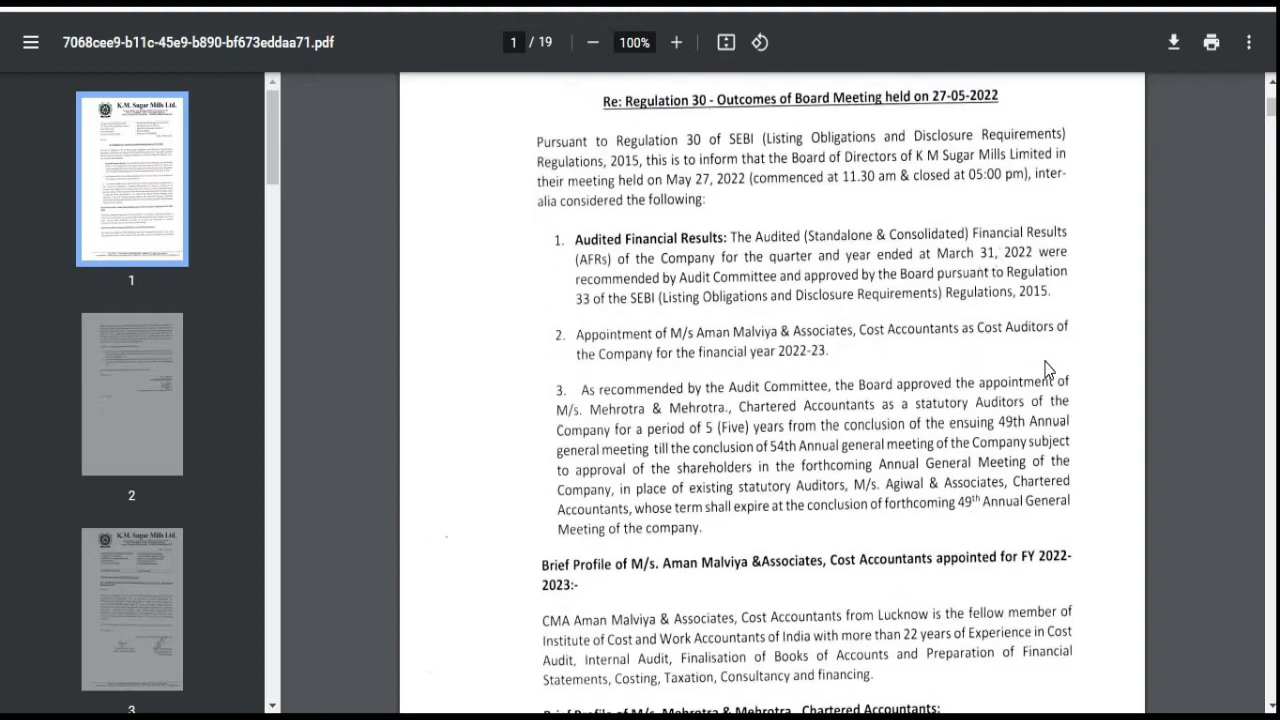 7068cee9-b11c-45e9-b890-bf673eddaa71.pdf
1 / 19
100%
K.M. Sugar Mills Ltd.
1
2
K.M. Sugar Mills Ltd.
3
Re: Regulation 30 - Outcomes of Board Meeting held on 27-05-2022
Pursuant to Regulation 30 of SEBI (Listing Obligations and Disclosure Requirements)
Regulations, 2015, this is to inform that the Board of Directors of K M Sugar Mills Limited in
their meeting held on May 27, 2022 (commenced at 11.30 am & closed at 05:00 pm), inter-
alia considered the following:
1. Audited Financial Results: The Audited (Standalone & Consolidated) Financial Results
(AFRs) of the Company for the quarter and year ended at March 31, 2022 were
recommended by Audit Committee and approved by the Board pursuant to Regulation
33 of the SEBI (Listing Obligations and Disclosure Requirements) Regulations, 2015.
2. Appointment of M/s Aman Malviya & Associates, Cost Accountants as Cost Auditors of
the Company for the financial year 2022-23.
3. As recommended by the Audit Committee, the Board approved the appointment of
M/s. Mehrotra & Mehrotra., Chartered Accountants as a statutory Auditors of the
Company for a period of 5 (Five) years from the conclusion of the ensuing 49th Annual
general meeting till the conclusion of 54th Annual general meeting of the Company subject
to approval of the shareholders in the forthcoming Annual General Meeting of the
Company, in place of existing statutory Auditors, M/s. Agiwal & Associates, Chartered
Accountants, whose term shall expire at the conclusion of forthcoming 49th Annual General
Meeting of the company.
Brief Profile of M/s. Aman Malviya &Associates, Cost Accountants appointed for FY 2022-
2023:-
CMA Aman Malviya & Associates, Cost Accountants from Lucknow is the fellow member of
Institute of Cost and Work Accountants of India with more than 22 years of Experience in Cost
Audit, Internal Audit, Finalisation of Books of Accounts and Preparation of Financial
Statements, Costing, Taxation, Consultancy and financing.
Brief Profile of M/s. Mehrotra & Mehrotra, Chartered Accountants: